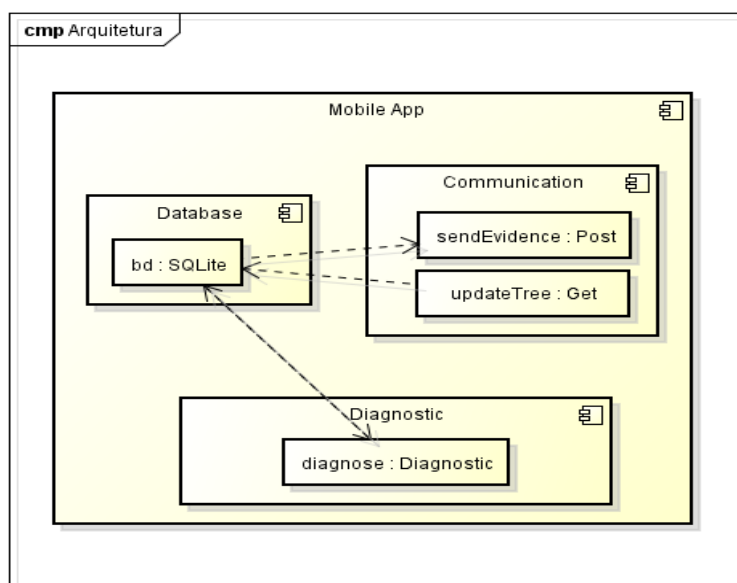 cmp Arquitetura
Mobile App
Communication
Database
sendEvidence : Post
bd : SQLite
updateTree : Get
Diagnostic
diagnose : Diagnostic